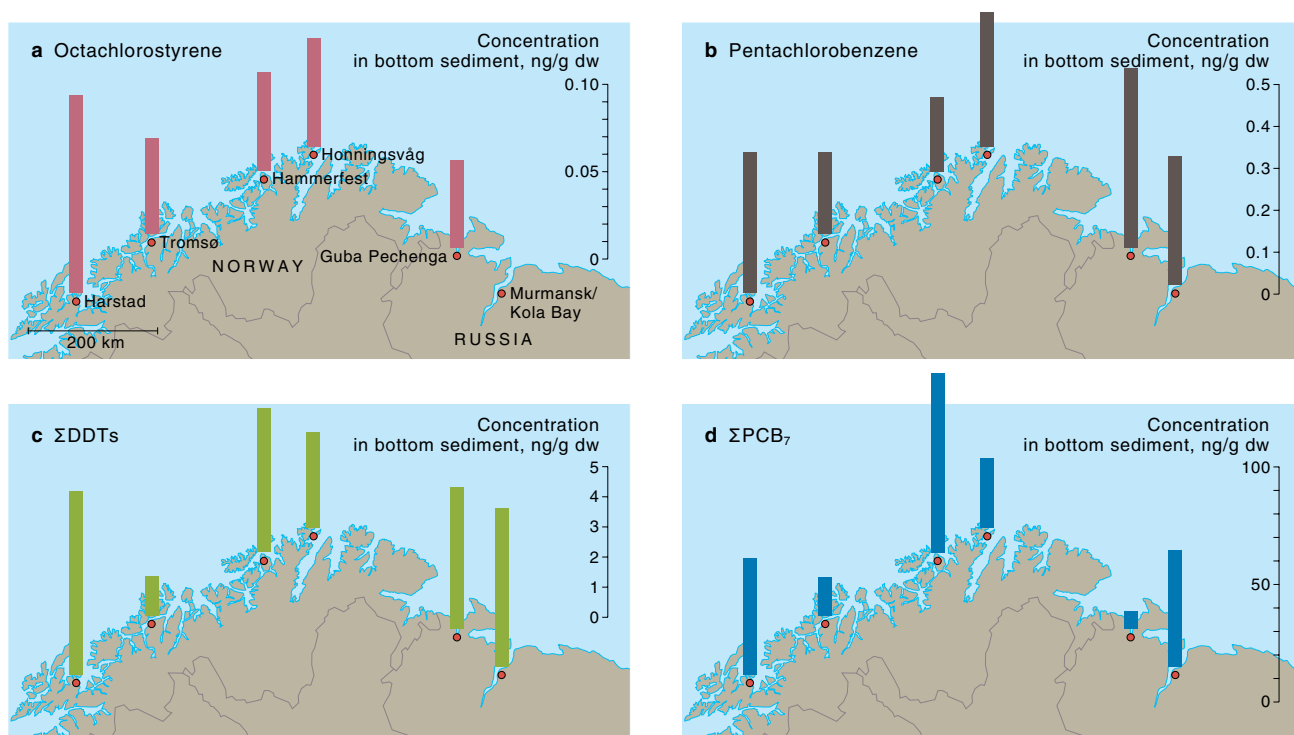 a Octachlorostyrene
Concentration
in bottom sediment, ng/g dw
0.10
0.05
0
Honningsvåg
Hammerfest
Tromsø
NORWAY
Guba Pechenga
Harstad
Murmansk/
Kola Bay
RUSSIA
200 km
b Pentachlorobenzene
Concentration
in bottom sediment, ng/g dw
0.5
0.4
0.3
0.2
0.1
0
c ΣDDTs
Concentration
in bottom sediment, ng/g dw
5
4
3
2
1
0
d ΣPCB₇
Concentration
in bottom sediment, ng/g dw
100
50
0